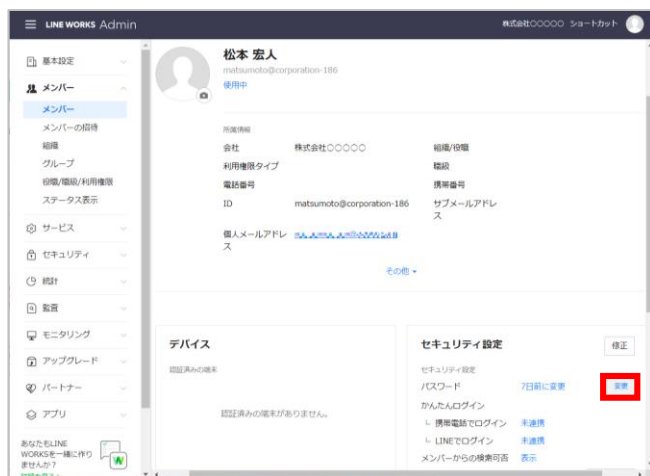 LINE WORKS Admin
株式会社○○○○○ ショートカット
基本設定
メンバー
メンバー
メンバーの招待
組織
グループ
役職/職級/利用権限
ステータス表示
サービス
セキュリティ
統計
監査
モニタリング
アップグレード
パートナー
アプリ
あなたもLINE
WORKSを一緒に作り
ませんか？
松本 宏人
matsumoto@corporation-186
使用中
所属情報
会社 株式会社○○○○○ 組織/役職
利用権限タイプ 職級
電話番号 携帯番号
ID matsumoto@corporation-186 サブメールアドレ
ス
個人メールアドレ
ス
その他
デバイス
認証済みの端末
認証済みの端末がありません。
セキュリティ設定 修正
セキュリティ設定
パスワード 7日前に変更 変更
かんたんログイン
携帯電話でログイン 未連携
LINEでログイン 未連携
メンバーからの検索可否 表示